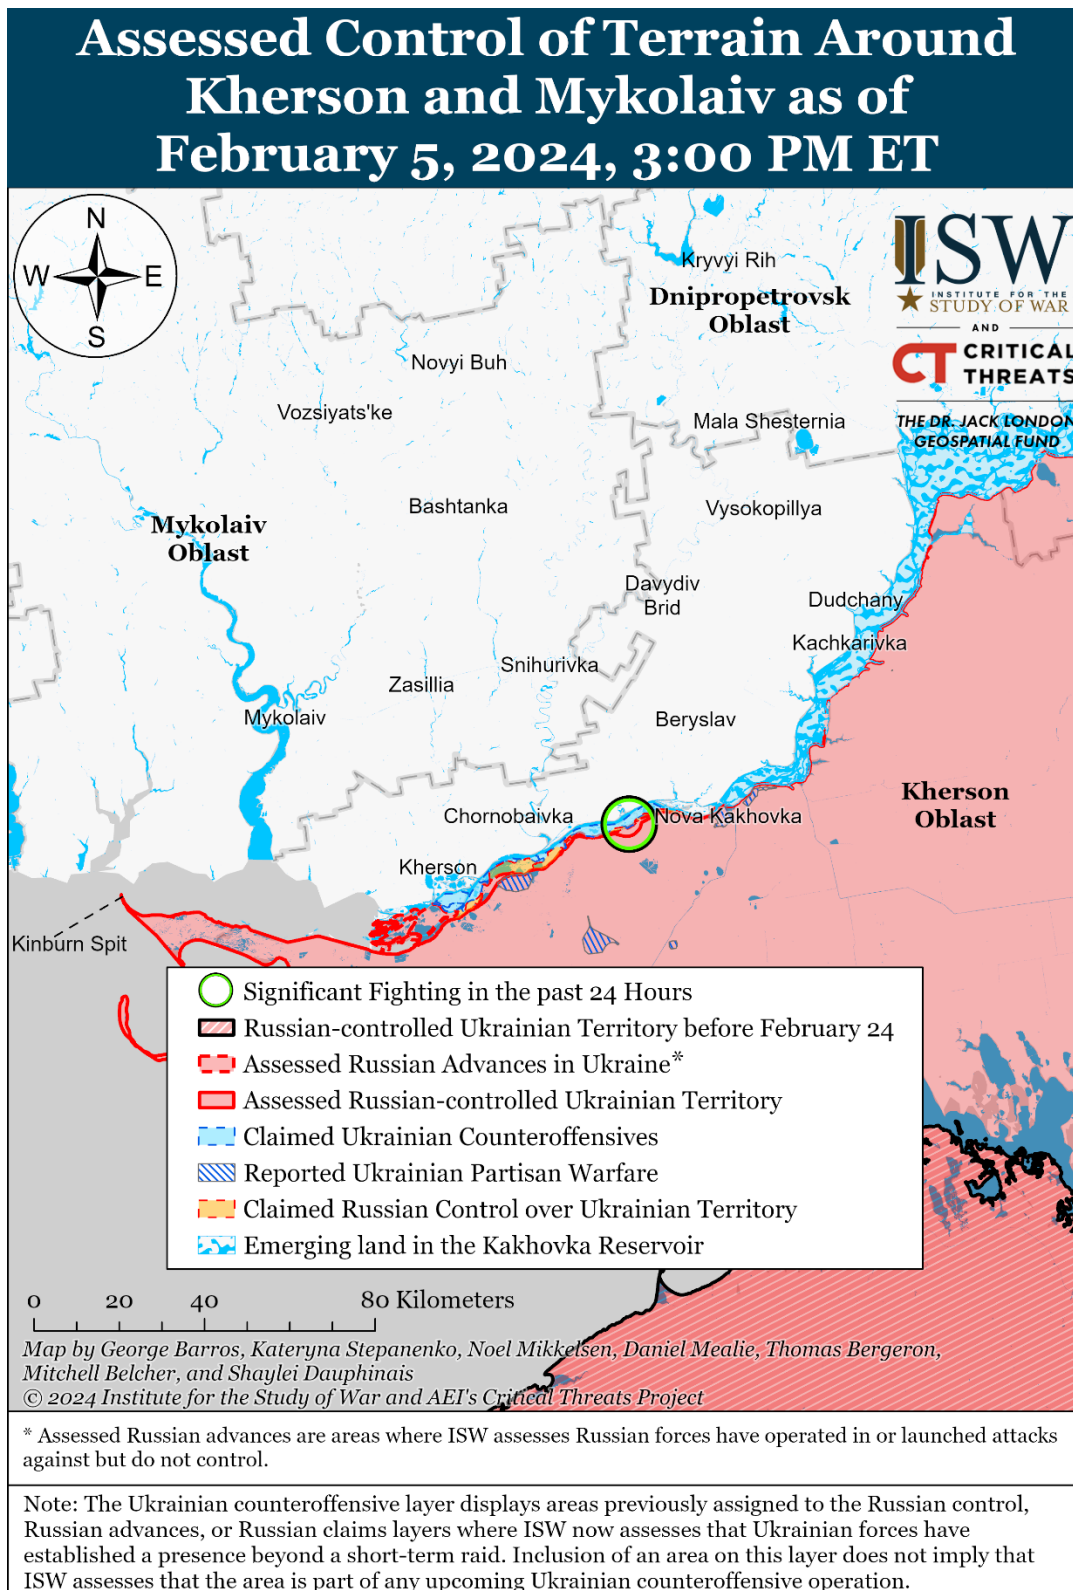 Assessed Control of Terrain Around
Kherson and Mykolaiv as of
February 5, 2024, 3:00 PM ET
N
W E
S
ISW
INSTITUTE FOR THE
STUDY OF WAR
AND
CT CRITICAL
THREATS
THE DR. JACK LONDON
GEOSPATIAL FUND
Kryvyi Rih
Dnipropetrovsk
Oblast
Novyi Buh
Vozsiyats'ke
Mala Shesternia
Bashtanka
Vysokopillya
Mykolaiv
Oblast
Davydiv
Brid
Dudchany
Kachkarivka
Snihurivka
Zasillia
Mykolaiv
Beryslav
Kherson
Oblast
Chornobaivka
Nova Kakhovka
Kherson
Kinburn Spit
Significant Fighting in the past 24 Hours
Russian-controlled Ukrainian Territory before February 24
Assessed Russian Advances in Ukraine*
Assessed Russian-controlled Ukrainian Territory
Claimed Ukrainian Counteroffensives
Reported Ukrainian Partisan Warfare
Claimed Russian Control over Ukrainian Territory
Emerging land in the Kakhovka Reservoir
0 20 40 80 Kilometers
Map by George Barros, Kateryna Stepanenko, Noel Mikkelsen, Daniel Mealie, Thomas Bergeron,
Mitchell Belcher, and Shaylei Dauphinais
© 2024 Institute for the Study of War and AEI's Critical Threats Project
* Assessed Russian advances are areas where ISW assesses Russian forces have operated in or launched attacks
against but do not control.
Note: The Ukrainian counteroffensive layer displays areas previously assigned to the Russian control,
Russian advances, or Russian claims layers where ISW now assesses that Ukrainian forces have
established a presence beyond a short-term raid. Inclusion of an area on this layer does not imply that
ISW assesses that the area is part of any upcoming Ukrainian counteroffensive operation.